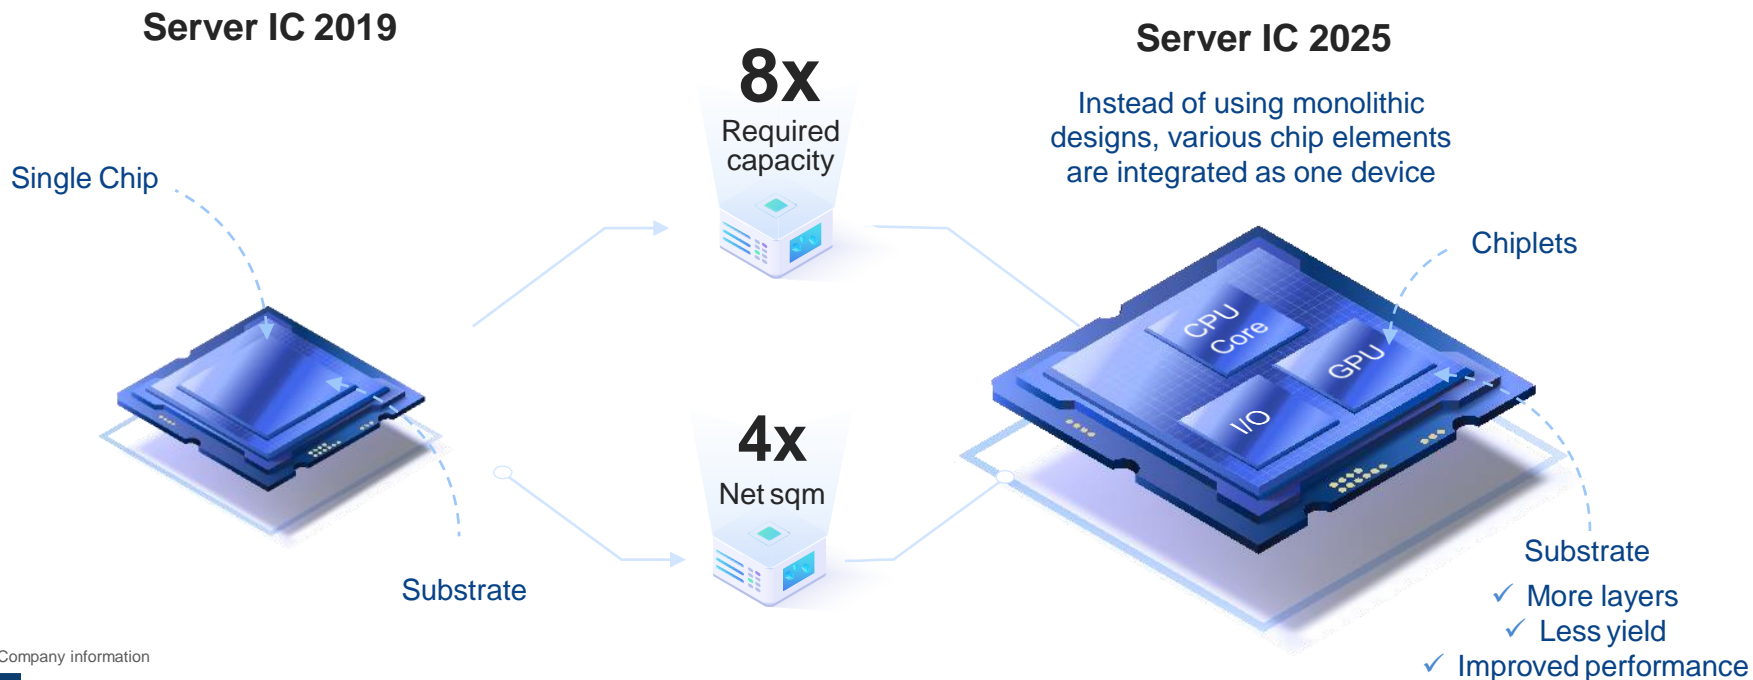 Server IC 2019
Single Chip
Substrate
8x
Required
capacity
4x
Net sqm
Server IC 2025
Instead of using monolithic
designs, various chip elements
are integrated as one device
Chiplets
CPU
Core
GPU
I/O
Substrate
✓ More layers
✓ Less yield
✓ Improved performance
Company information